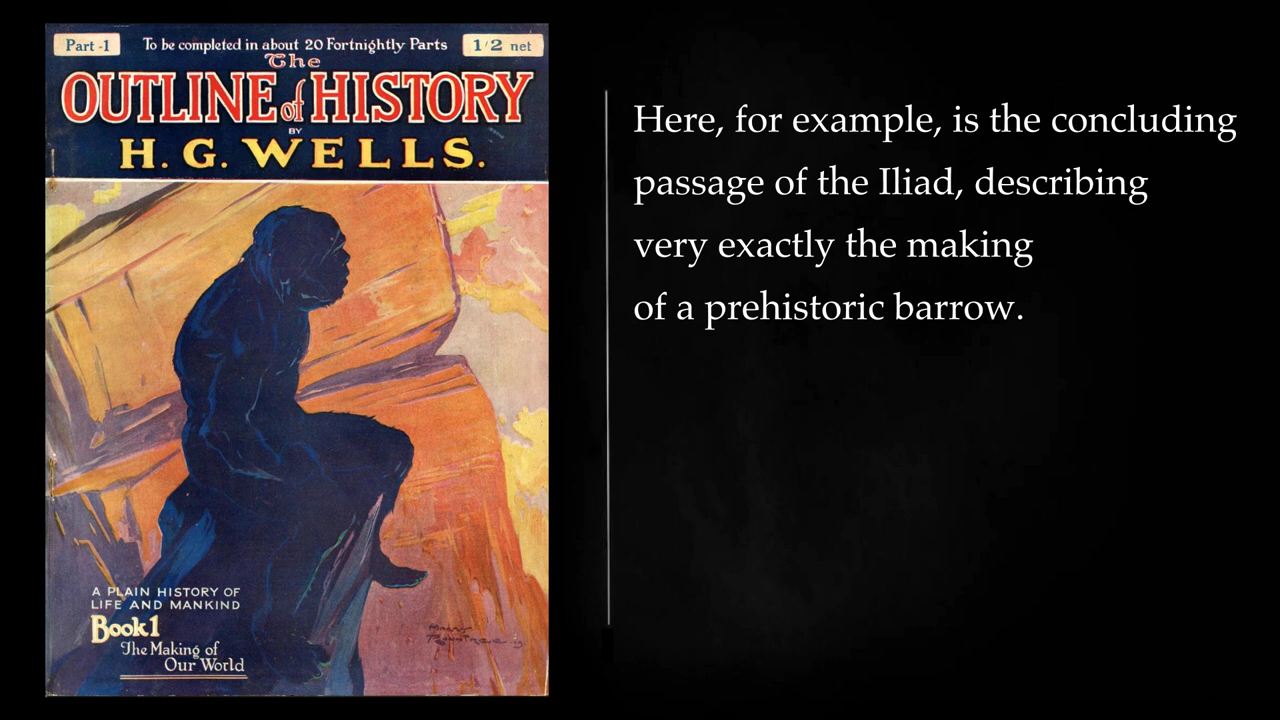 Part -1
To be completed in about 20 Fortnightly Parts
1/2 net
The
OUTLINE of HISTORY
BY
H. G. WELLS.
A PLAIN HISTORY OF
LIFE AND MANKIND
Book 1
The Making of
Our World
Here, for example, is the concluding
passage of the Iliad, describing
very exactly the making
of a prehistoric barrow.